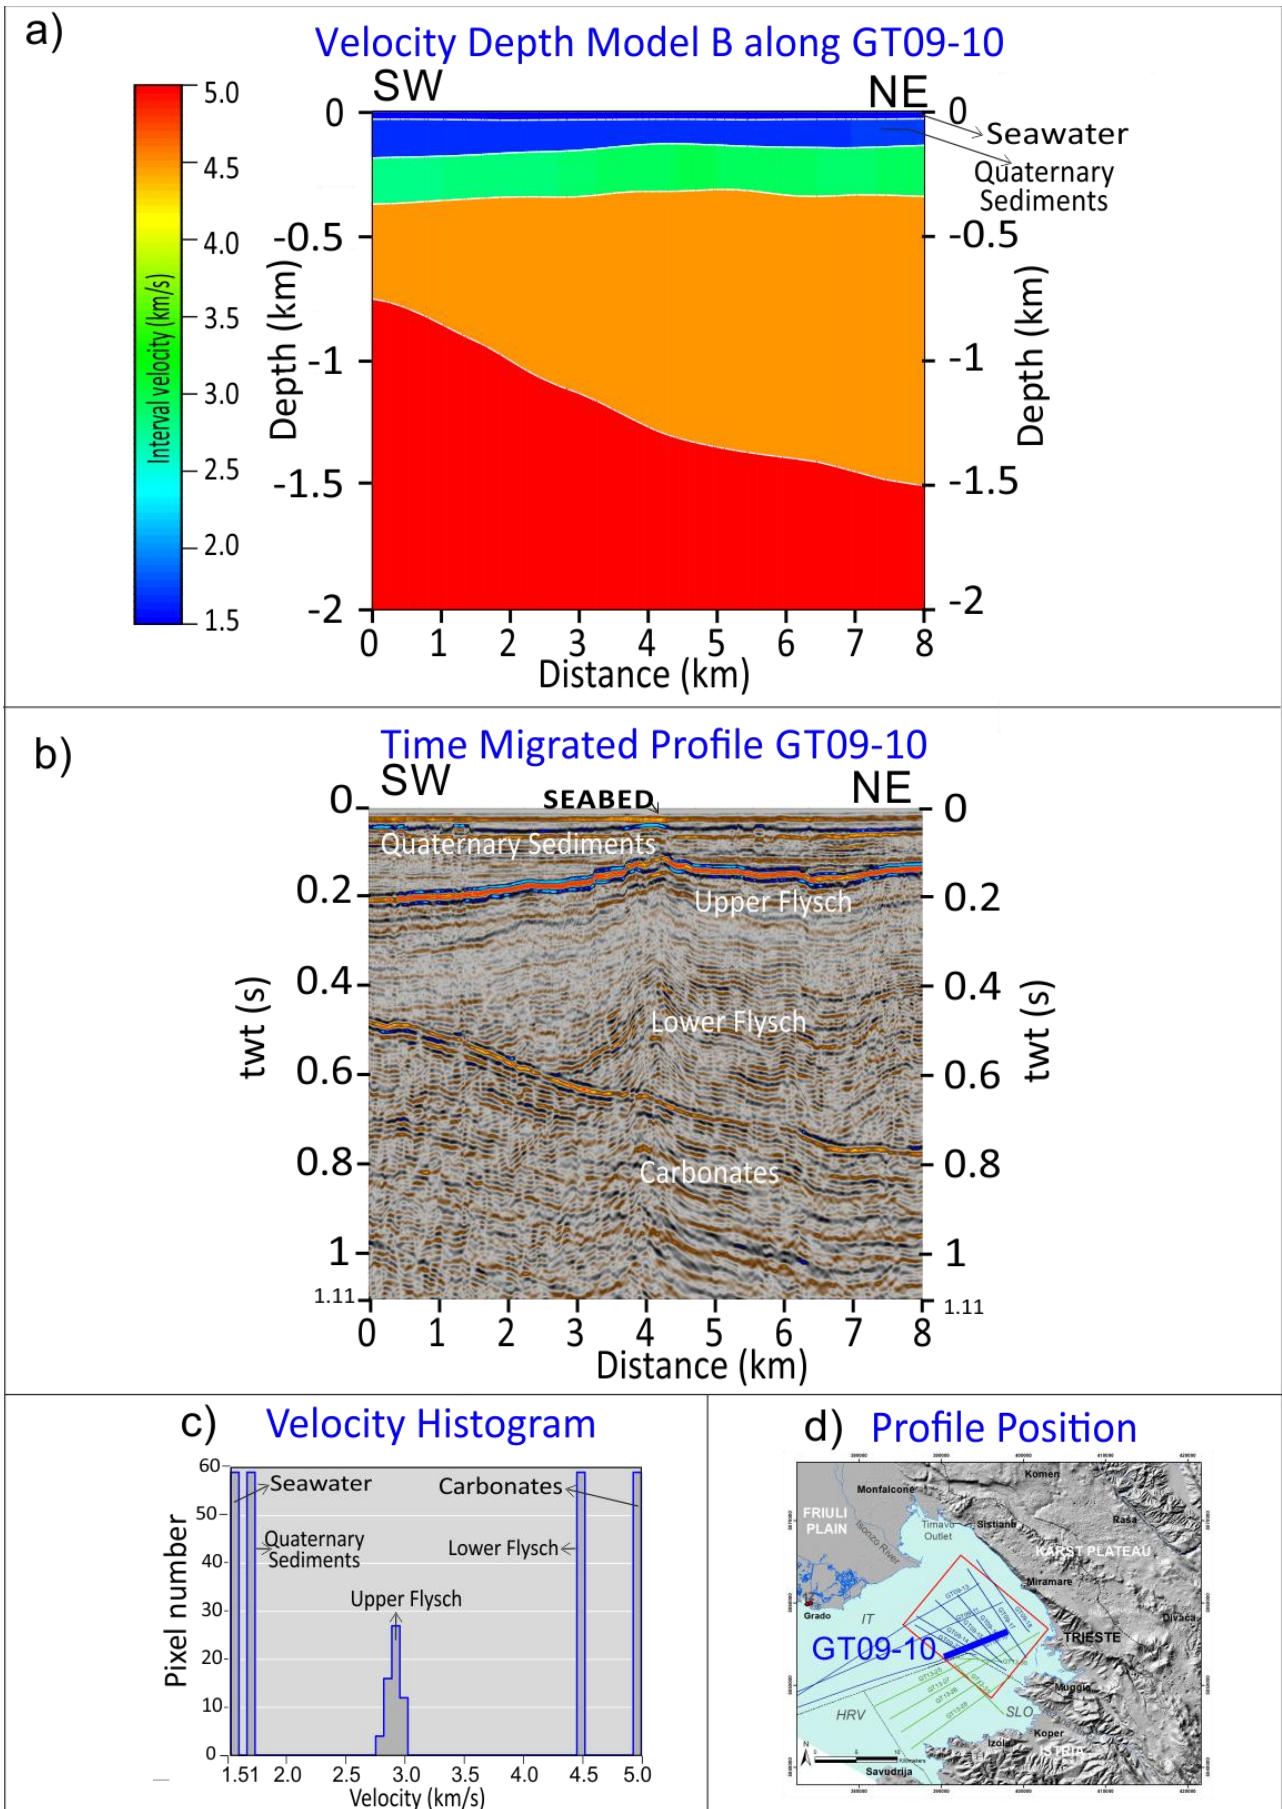 a)
Velocity Depth Model B along GT09-10
SW
NE
5.0
4.5
4.0
3.5
3.0
2.5
2.0
1.5
Interval velocity (km/s)
0
-0.5
-1
-1.5
-2
Depth (km)
0
-0.5
-1
-1.5
-2
Depth (km)
Seawater
Quaternary
Sediments
0 1 2 3 4 5 6 7 8
Distance (km)
b)
Time Migrated Profile GT09-10
SW
NE
SEABED
0
0.2
0.4
0.6
0.8
1
1.11
twt (s)
0
0.2
0.4
0.6
0.8
1
1.11
twt (s)
Quaternary Sediments
Upper Flysch
Lower Flysch
Carbonates
0 1 2 3 4 5 6 7 8
Distance (km)
c)
Velocity Histogram
60
50
40
30
20
10
0
Pixel number
Seawater
Carbonates
Quaternary
Sediments
Lower Flysch
Upper Flysch
1.51 2.0 2.5 3.0 3.5 4.0 4.5 5.0
Velocity (km/s)
d)
Profile Position
Komen
Monfalcone
FRIULI
PLAIN
Isonzo River
Timavo
Outlet
Sistiana
Raša
KARST PLATEAU
Miramare
Grado
IT
GT09-13
Divača
TRIESTE
GT09-10
Muggia
HRV
SLO
Koper
Izola
ISTRIA
Savudrija
N